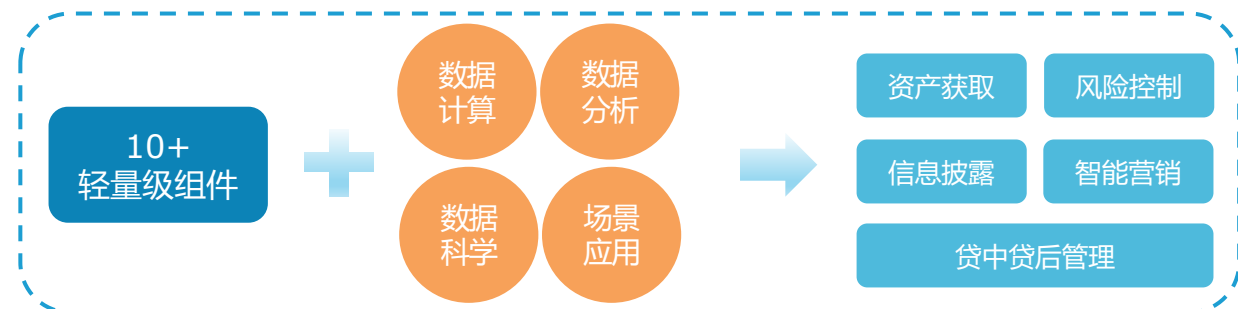 10+
轻量级组件
数据
计算
数据
分析
数据
科学
场景
应用
资产获取
风险控制
信息披露
智能营销
贷中贷后管理